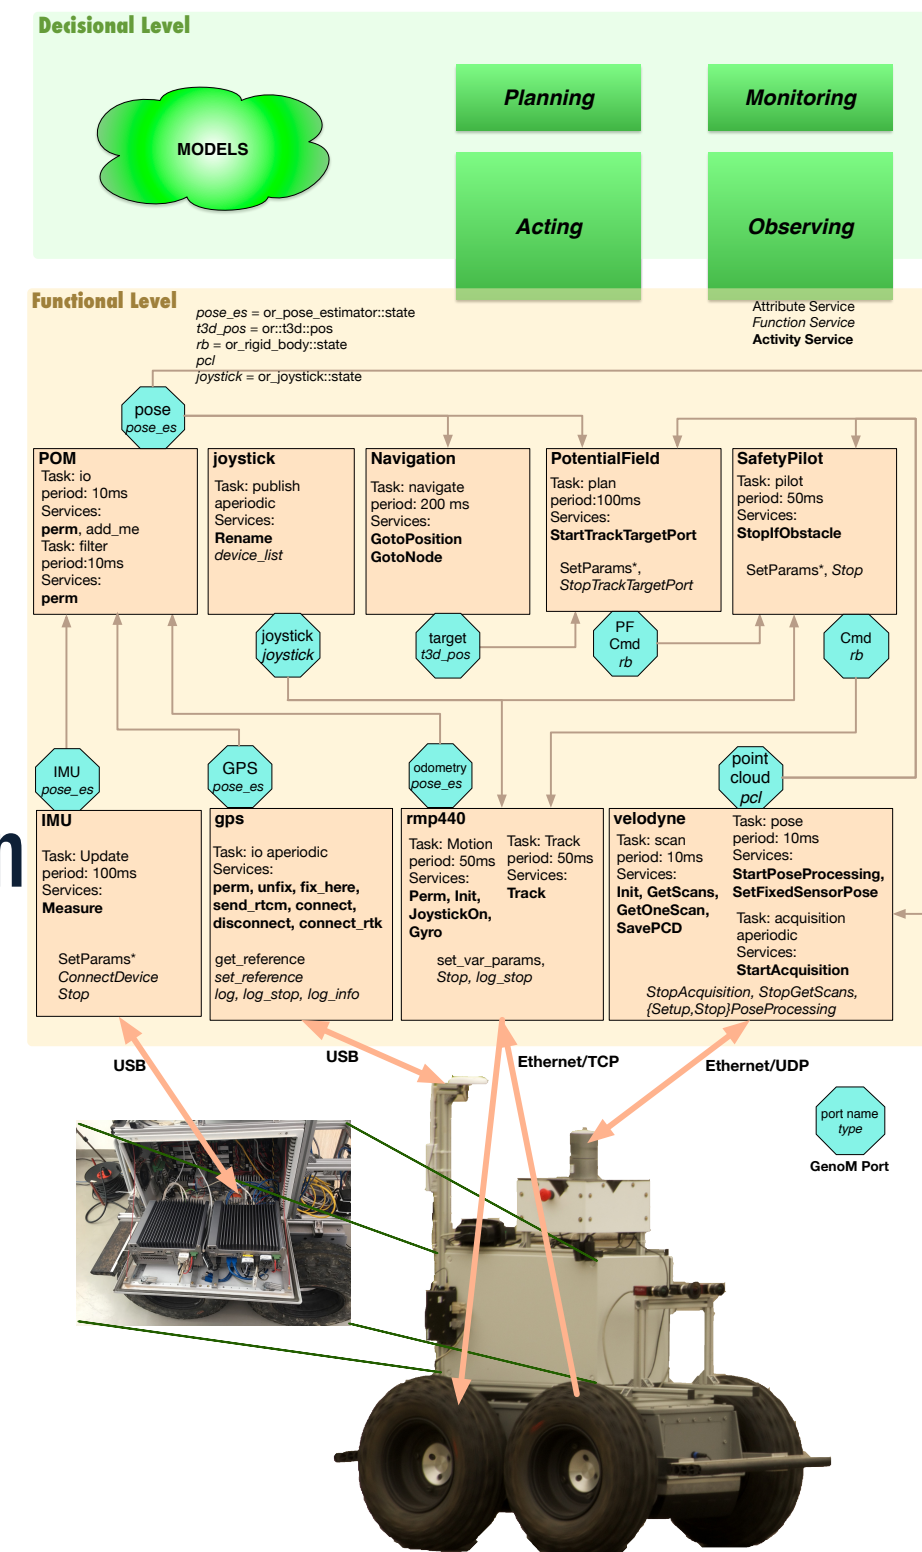 Decisional Level
MODELS
Planning
Monitoring
Acting
Observing
Functional Level
pose_es = or_pose_estimator::state
t3d_pos = or::t3d::pos
rb = or_rigid_body::state
pcl
joystick = or_joystick::state
Attribute Service
Function Service
Activity Service
pose
pose_es
POM
Task: io
period: 10ms
Services:
perm, add_me
Task: filter
period:10ms
Services:
perm
joystick
Task: publish
aperiodic
Services:
Rename
device_list
Navigation
Task: navigate
period: 200 ms
Services:
GotoPosition
GotoNode
PotentialField
Task: plan
period:100ms
Services:
StartTrackTargetPort
SetParams*,
StopTrackTargetPort
SafetyPilot
Task: pilot
period: 50ms
Services:
StopIfObstacle
SetParams*, Stop
joystick
joystick
target
t3d_pos
PF
Cmd
rb
Cmd
rb
IMU
pose_es
GPS
pose_es
odometry
pose_es
point
cloud
pcl
IMU
Task: Update
period: 100ms
Services:
Measure
SetParams*
ConnectDevice
Stop
gps
Task: io aperiodic
Services:
perm, unfix, fix_here,
send_rtcm, connect,
disconnect, connect_rtk
get_reference
set_reference
log, log_stop, log_info
rmp440
Task: Motion
period: 50ms
Services:
Perm, Init,
JoystickOn,
Gyro
Task: Track
period: 50ms
Services:
Track
set_var_params,
Stop, log_stop
velodyne
Task: scan
period: 10ms
Services:
Init, GetScans,
GetOneScan,
SavePCD
Task: pose
period: 10ms
Services:
StartPoseProcessing,
SetFixedSensorPose
Task: acquisition
aperiodic
Services:
StartAcquisition
StopAcquisition, StopGetScans,
{Setup,Stop}PoseProcessing
USB
USB
Ethernet/TCP
Ethernet/UDP
port name
type
GenoM Port